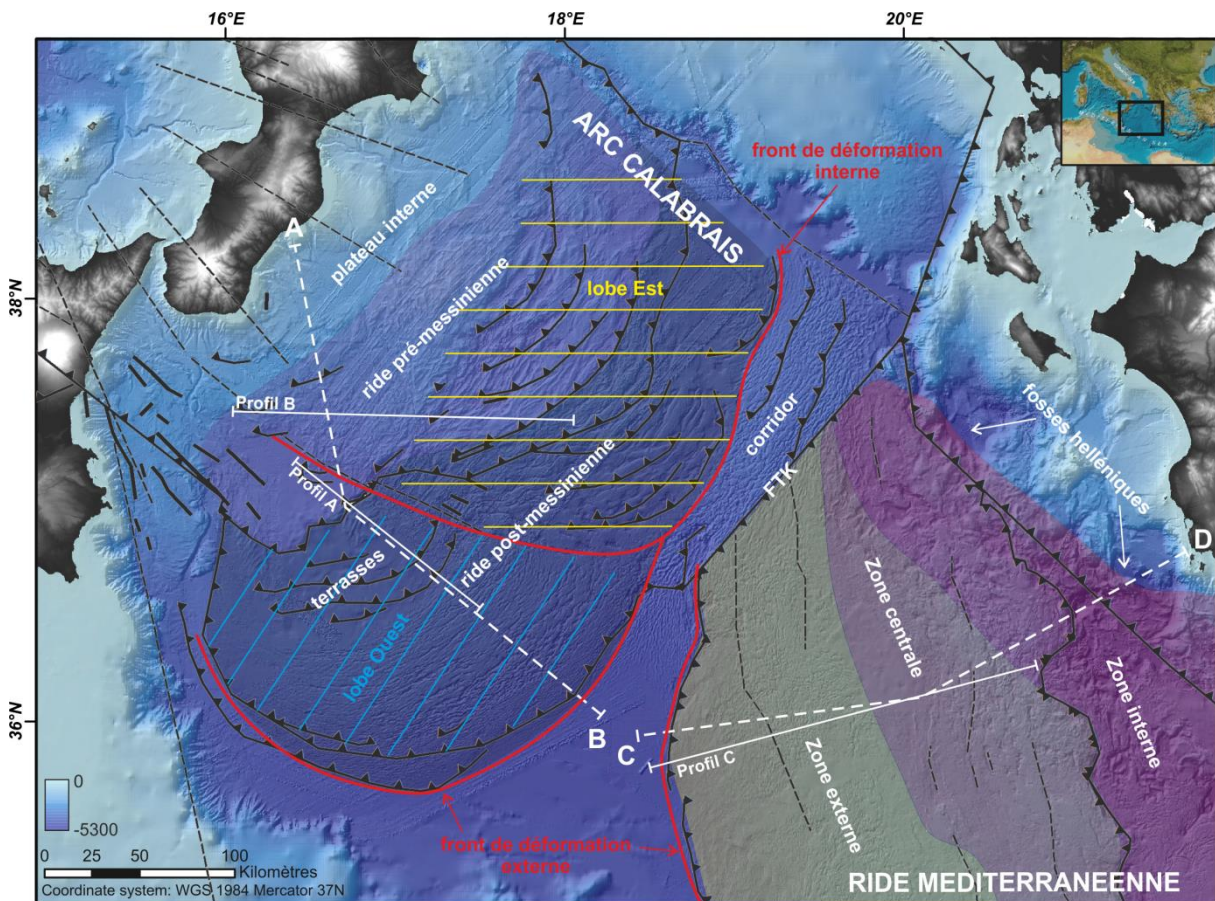 16°E
18°E
20°E
38°N
36°N
ARC CALABRAIS
front de déformation
interne
A
plateau interne
lobe Est
ride pré-messinienne
Profil B
corridor
fosses helléniques
FTK
Profil A
ride post-messinienne
terrasses
D
Zone centrale
lobe Ouest
Zone interne
B
C
Profil C
Zone externe
0
-5300
front de déformation
externe
0 25 50 100
Kilomètres
Coordinate system: WGS 1984 Mercator 37N
RIDE MEDITERRANEENNE